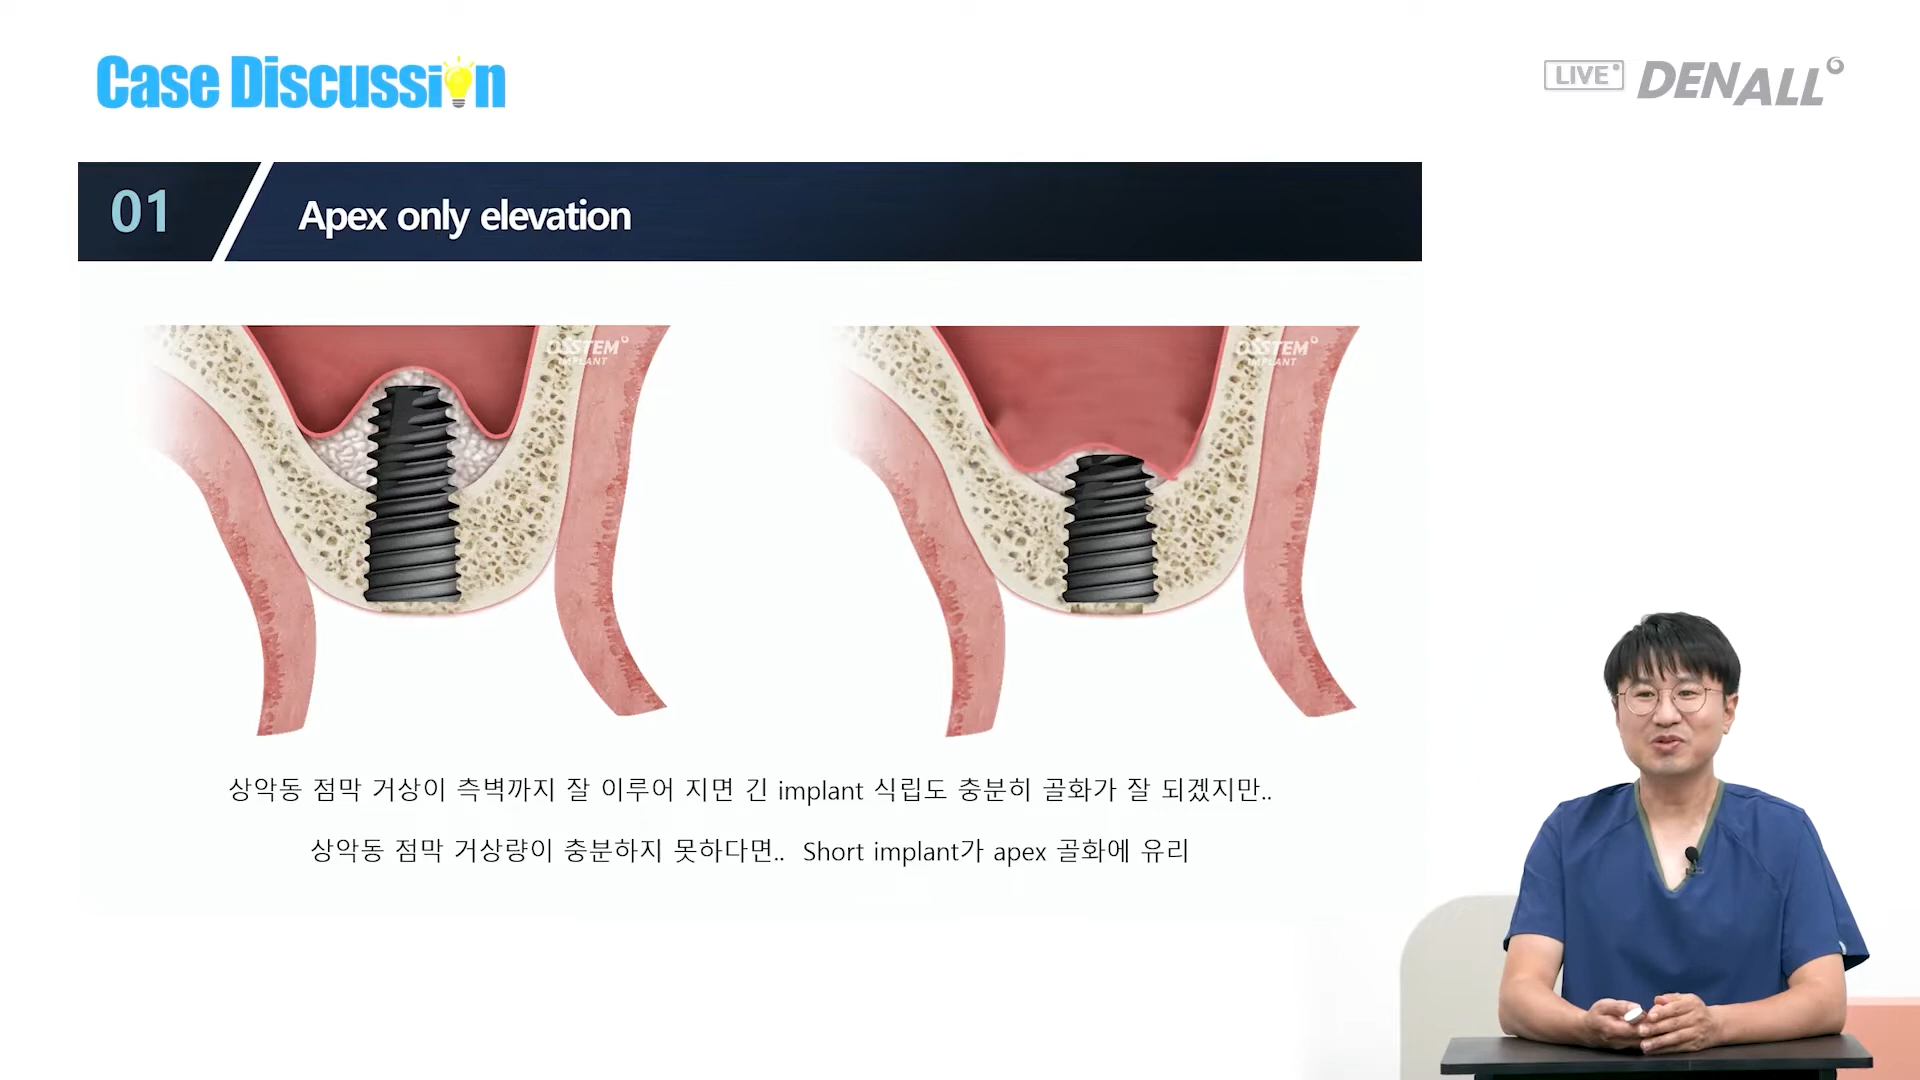 Case Discussion
LIVE
DENALL
01
Apex only elevation
OSSTEM
IMPLANT
OSSTEM
IMPLANT
상악동 점막 거상이 측벽까지 잘 이루어 지면 긴 implant 식립도 충분히 골화가 잘 되겠지만..
상악동 점막 거상량이 충분하지 못하다면.. Short implant가 apex 골화에 유리